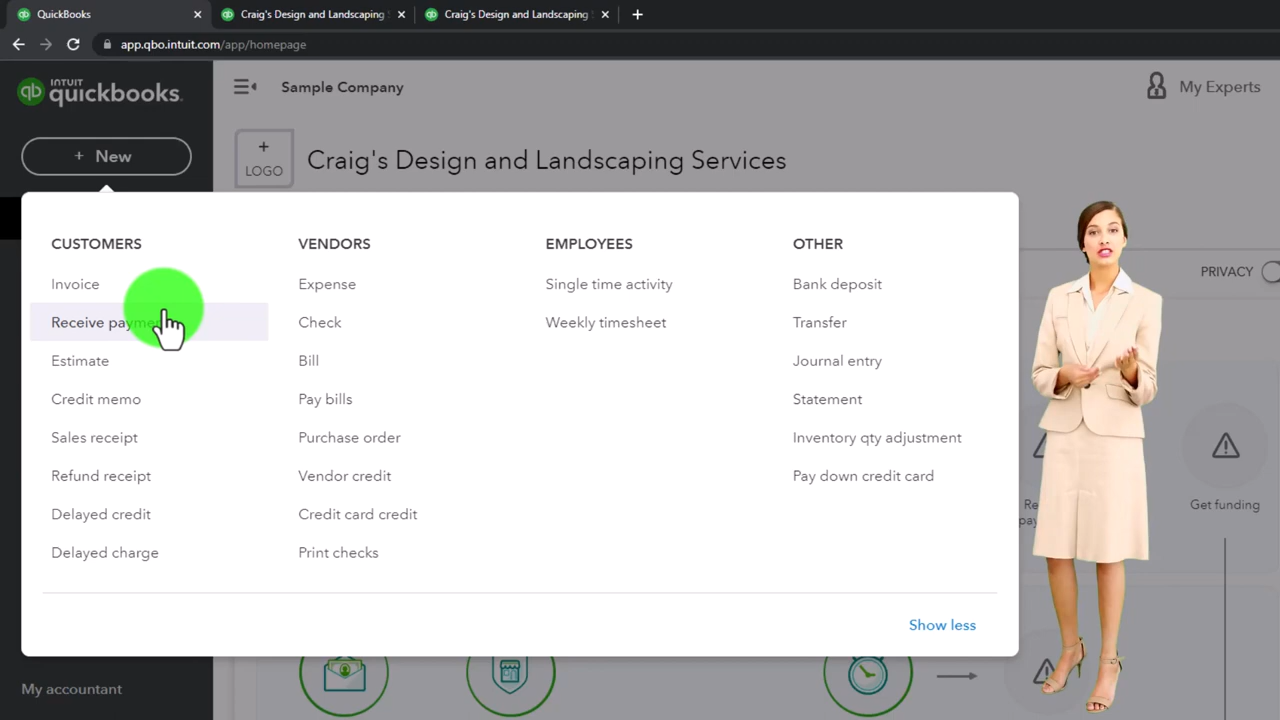 QuickBooks
Craig's Design and Landscaping
Craig's Design and Landscaping
app.qbo.intuit.com/app/homepage
qb INTUIT quickbooks.
Sample Company
My Experts
+ New
+ LOGO
Craig's Design and Landscaping Services
PRIVACY
CUSTOMERS
Invoice
Receive payment
Estimate
Credit memo
Sales receipt
Refund receipt
Delayed credit
Delayed charge
VENDORS
Expense
Check
Bill
Pay bills
Purchase order
Vendor credit
Credit card credit
Print checks
EMPLOYEES
Single time activity
Weekly timesheet
OTHER
Bank deposit
Transfer
Journal entry
Statement
Inventory qty adjustment
Pay down credit card
Show less
Get funding
My accountant